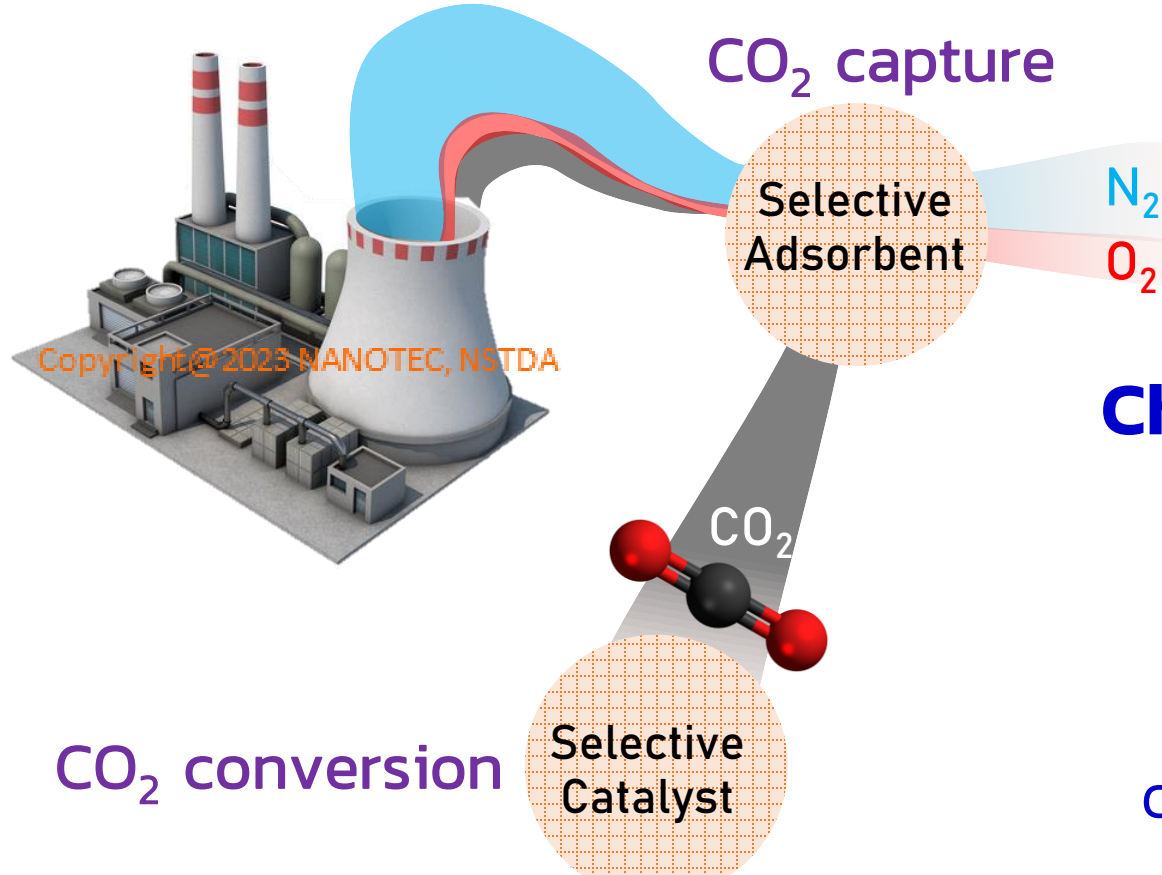 CO₂ capture
Selective
Adsorbent
N₂
O₂
Copyright@2023 NANOTEC, NSTDA
CO₂
CO₂ conversion
Selective
Catalyst